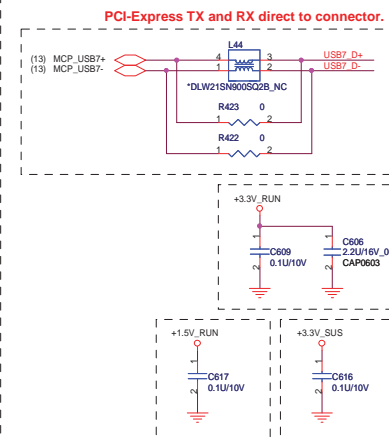 PCI-Express TX and RX direct to connector.
L44
(13) MCP_USB7+ 4 3 USB7_D+
(13) MCP_USB7- 1 2 USB7_D-
*DLW21SN900SQ2B_NC
R423 0
1 2
R422 0
1 2
+3.3V_RUN
1 1
C609 C606
0.1U/10V 2.2U/16V_0
CAP0603
2 2
+1.5V_RUN +3.3V_SUS
1 1
C617 C616
0.1U/10V 0.1U/10V
2 2